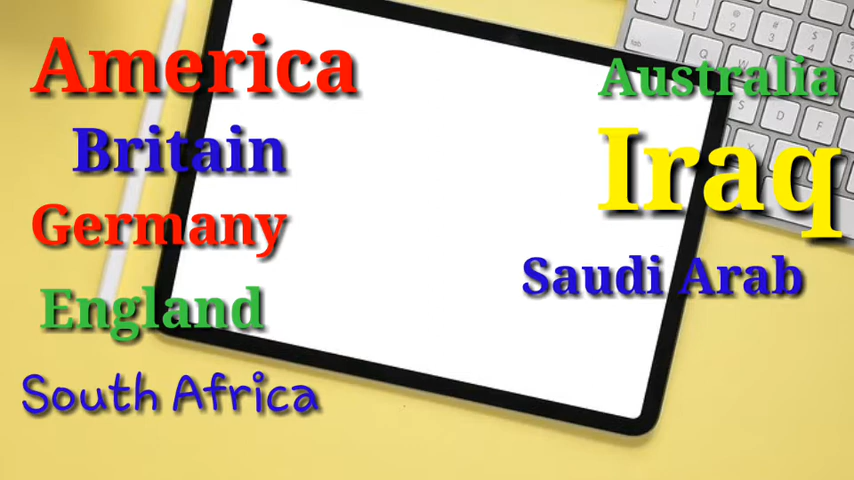 America
Britain
Germany
England
South Africa
Australia
Iraq
Saudi Arab